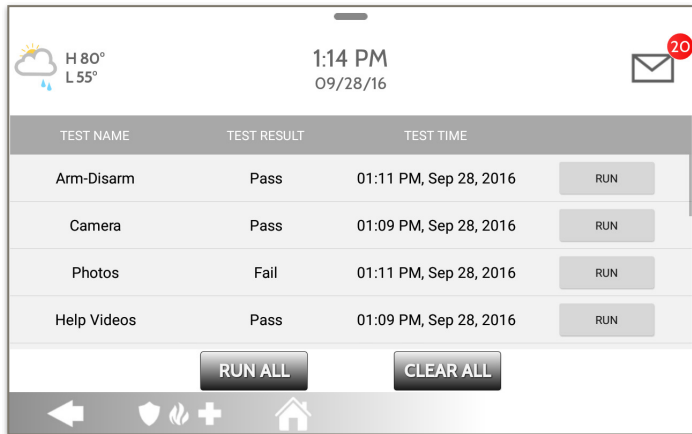 H 80°
L 55°
1:14 PM
09/28/16
20
TEST NAME TEST RESULT TEST TIME
Arm-Disarm Pass 01:11 PM, Sep 28, 2016 RUN
Camera Pass 01:09 PM, Sep 28, 2016 RUN
Photos Fail 01:11 PM, Sep 28, 2016 RUN
Help Videos Pass 01:09 PM, Sep 28, 2016 RUN
RUN ALL CLEAR ALL